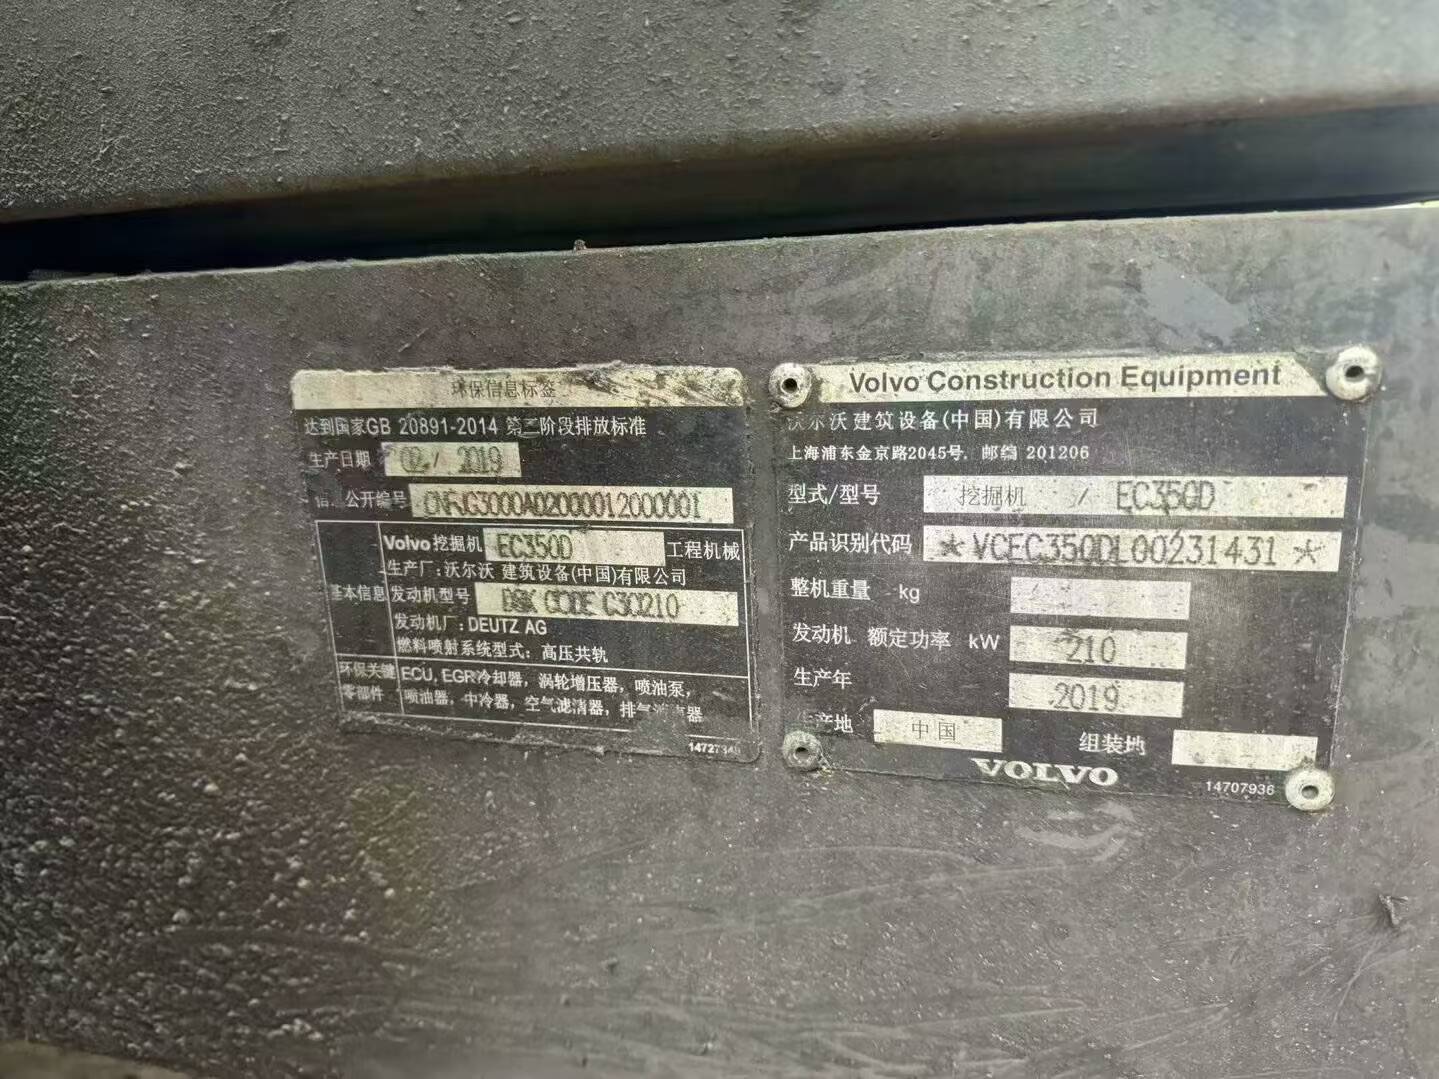 环保信息标签
达到国家GB 20891-2014 第三阶段排放标准
生产日期 02 / 2019
信息公开编号
Volvo挖掘机 EC350D 工程机械
生产厂: 沃尔沃 建筑设备(中国)有限公司
基本信息 发动机型号 C30210
发动机厂: DEUTZ AG
燃料喷射系统型式: 高压共轨
环保关键零部件
ECU, EGR冷却器, 涡轮增压器, 喷油泵,
喷油器, 中冷器, 空气滤清器,
Volvo Construction Equipment
沃尔沃建筑设备(中国)有限公司
上海浦东金京路2045号. 邮编 201206
型式/型号 挖掘机 / EC350D
产品识别代码 *VCEC350DL00231431*
整机重量 kg
发动机 额定功率 kW 210
生产年 2019
生产地 中国 组装地
VOLVO
14707936